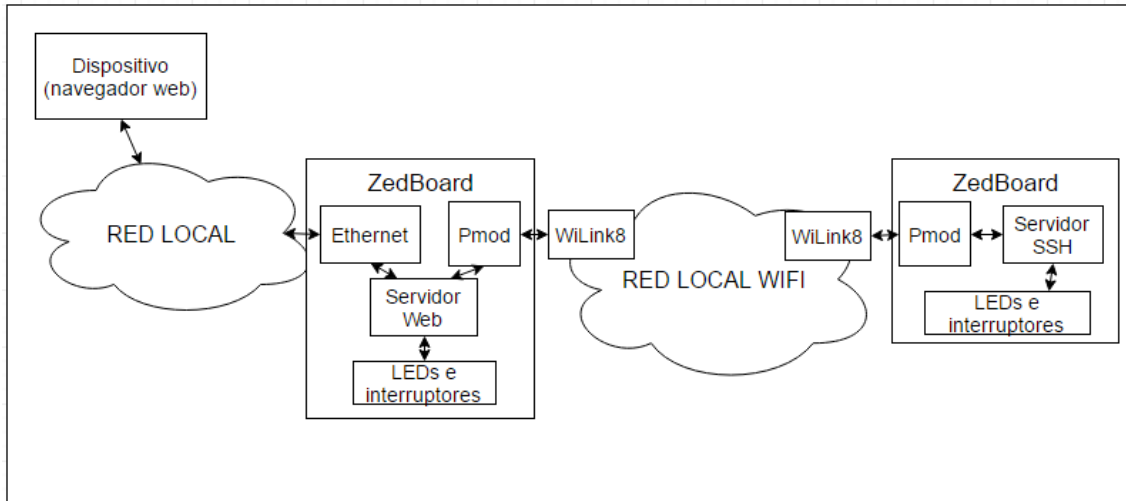 Dispositivo
(navegador web)
RED LOCAL
ZedBoard
Ethernet
Pmod
Servidor
Web
LEDs e
interruptores
WiLink8
RED LOCAL WIFI
WiLink8
ZedBoard
Pmod
Servidor
SSH
LEDs e
interruptores